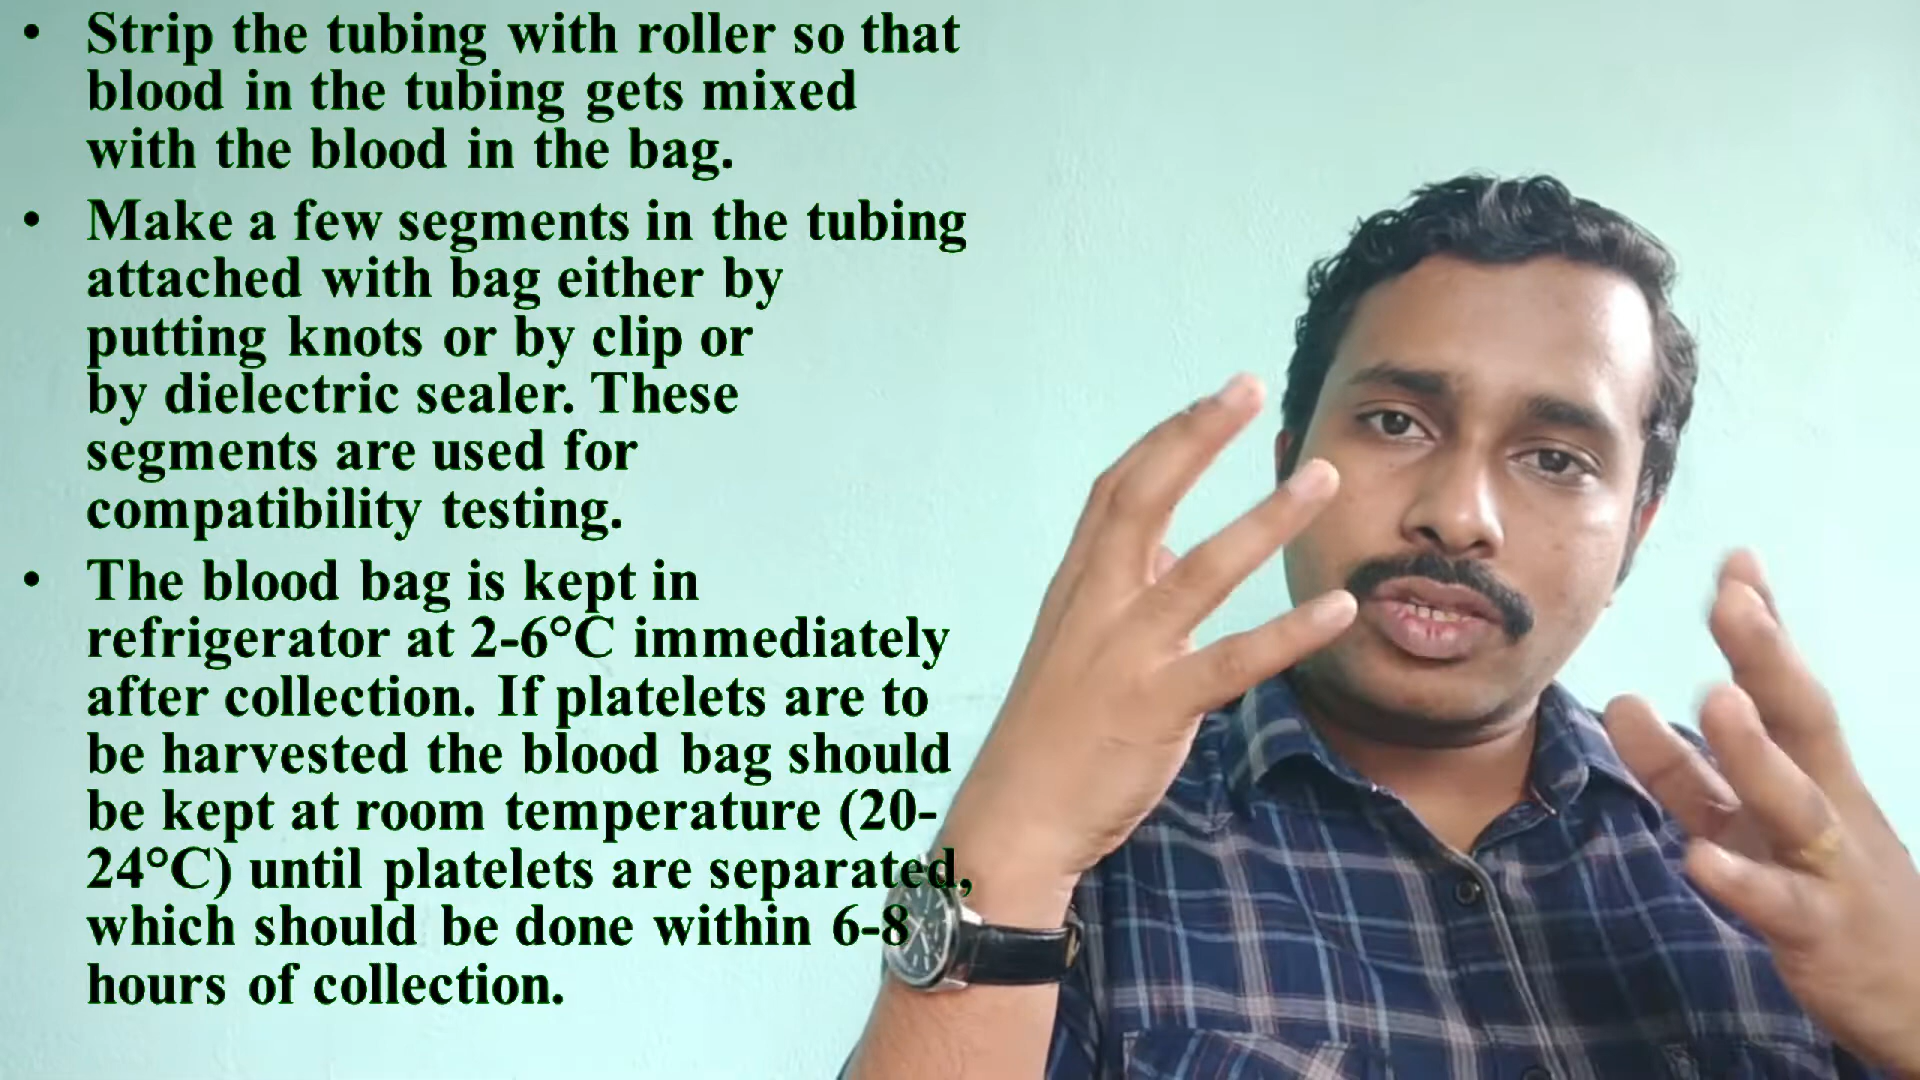 • Strip the tubing with roller so that
blood in the tubing gets mixed
with the blood in the bag.
• Make a few segments in the tubing
attached with bag either by
putting knots or by clip or
by dielectric sealer. These
segments are used for
compatibility testing.
• The blood bag is kept in
refrigerator at 2-6°C immediately
after collection. If platelets are to
be harvested the blood bag should
be kept at room temperature (20-
24°C) until platelets are separated,
which should be done within 6-8
hours of collection.